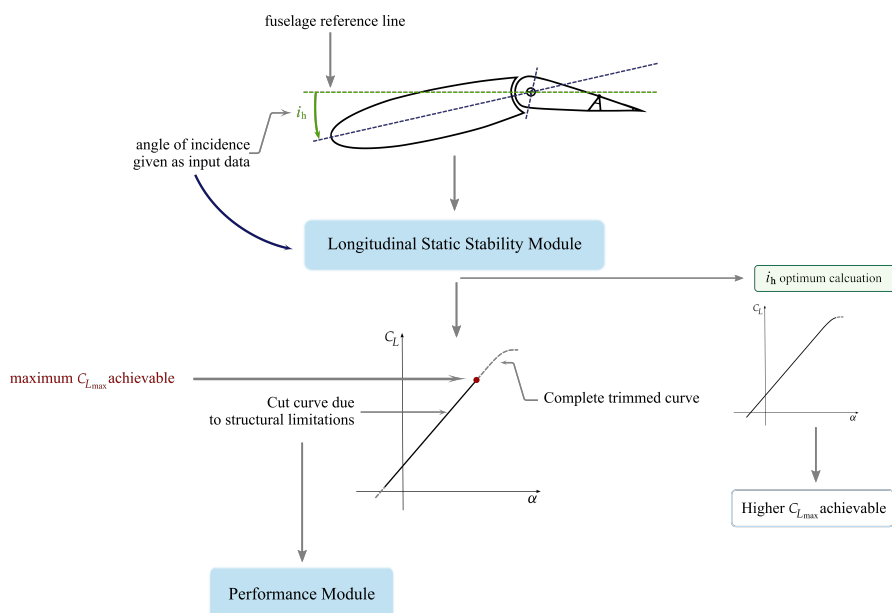 fuselage reference line
i_h
angle of incidence
given as input data
Longitudinal Static Stability Module
i_h optimum calcuation
C_L
C_L
maximum C_Lmax achievable
Cut curve due
to structural limitations
Complete trimmed curve
α
α
Higher C_Lmax achievable
Performance Module